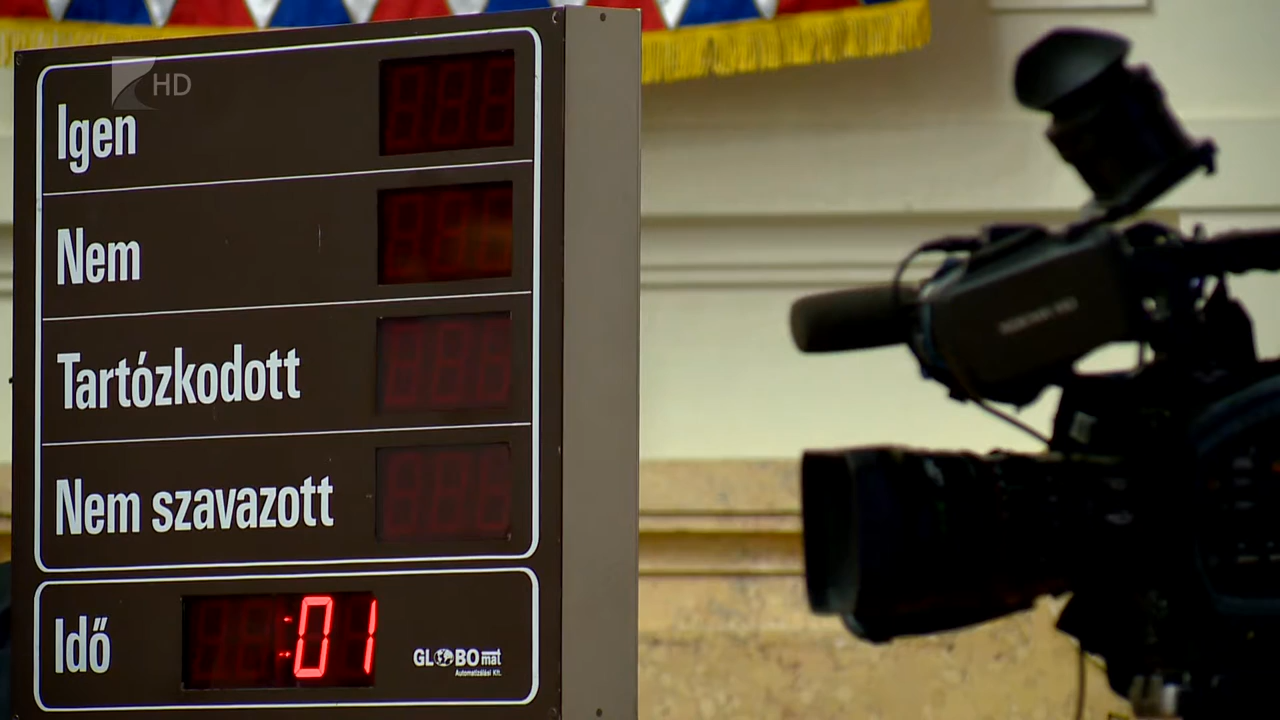 HD
Igen
Nem
Tartózkodott
Nem szavazott
Idő
:01
GLOBOmat
Automatizálási Kft.